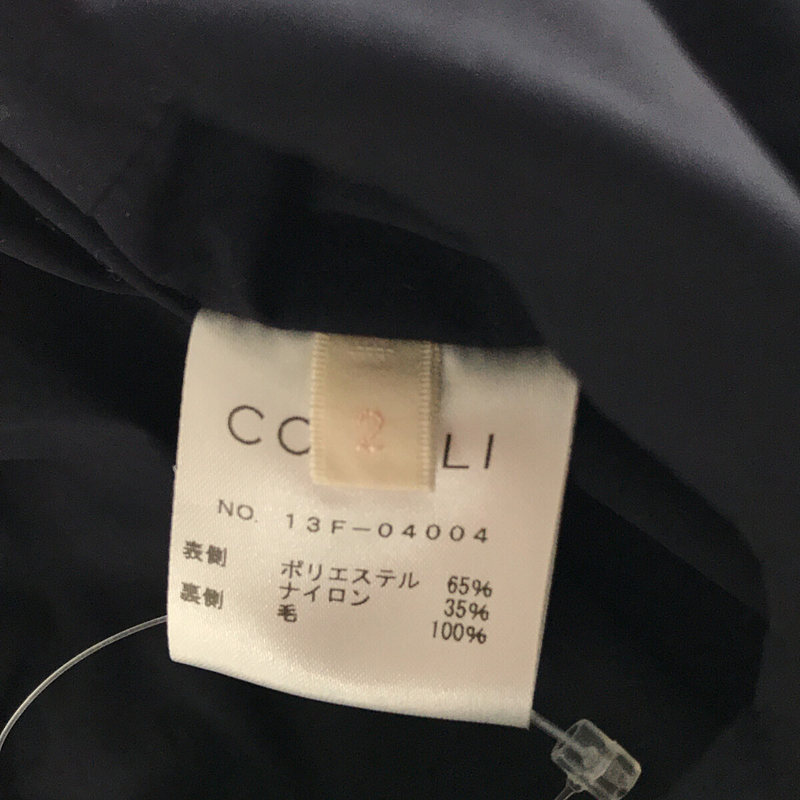 2
CO LI
NO. 13F-04004
表側 ポリエステル 65%
ナイロン 35%
裏側 毛 100%